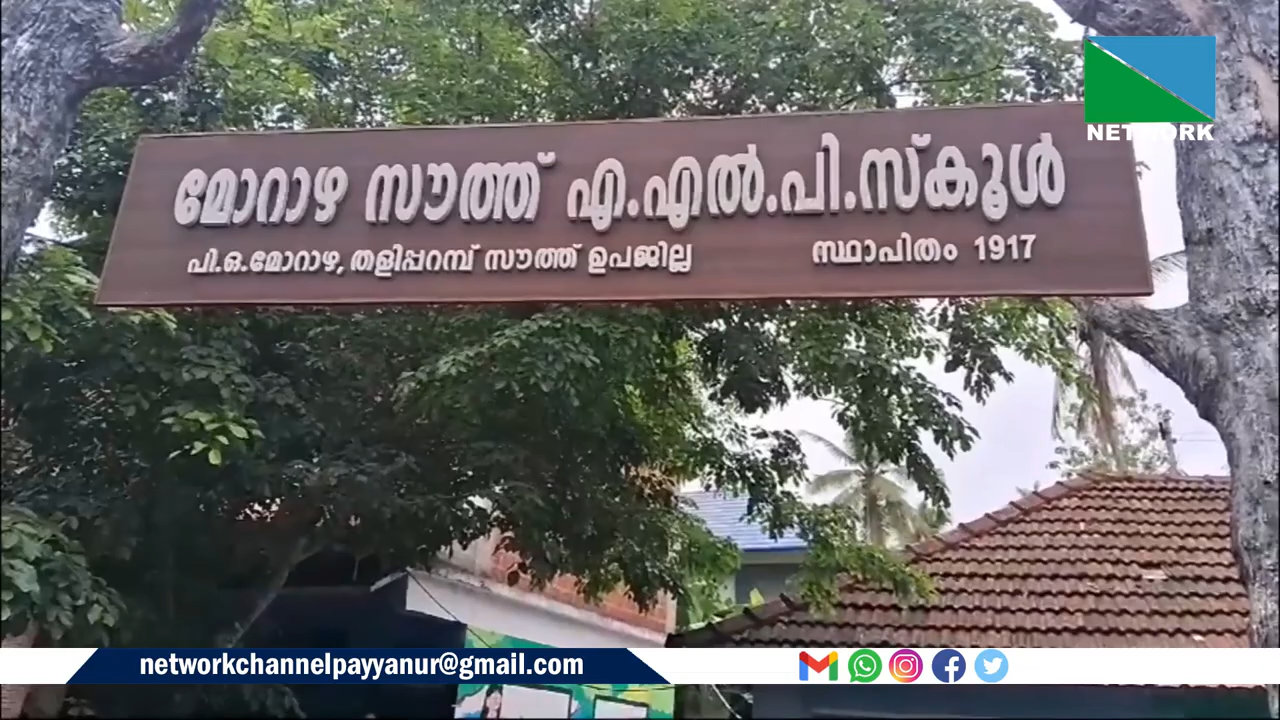 NETWORK
മോറാഴ സൗത്ത് എ.എൽ.പി.സ്കൂൾ
പി.ഒ.മോറാഴ, തളിപ്പറമ്പ് സൗത്ത് ഉപജില്ല
സ്ഥാപിതം 1917
networkchannelpayyanur@gmail.com